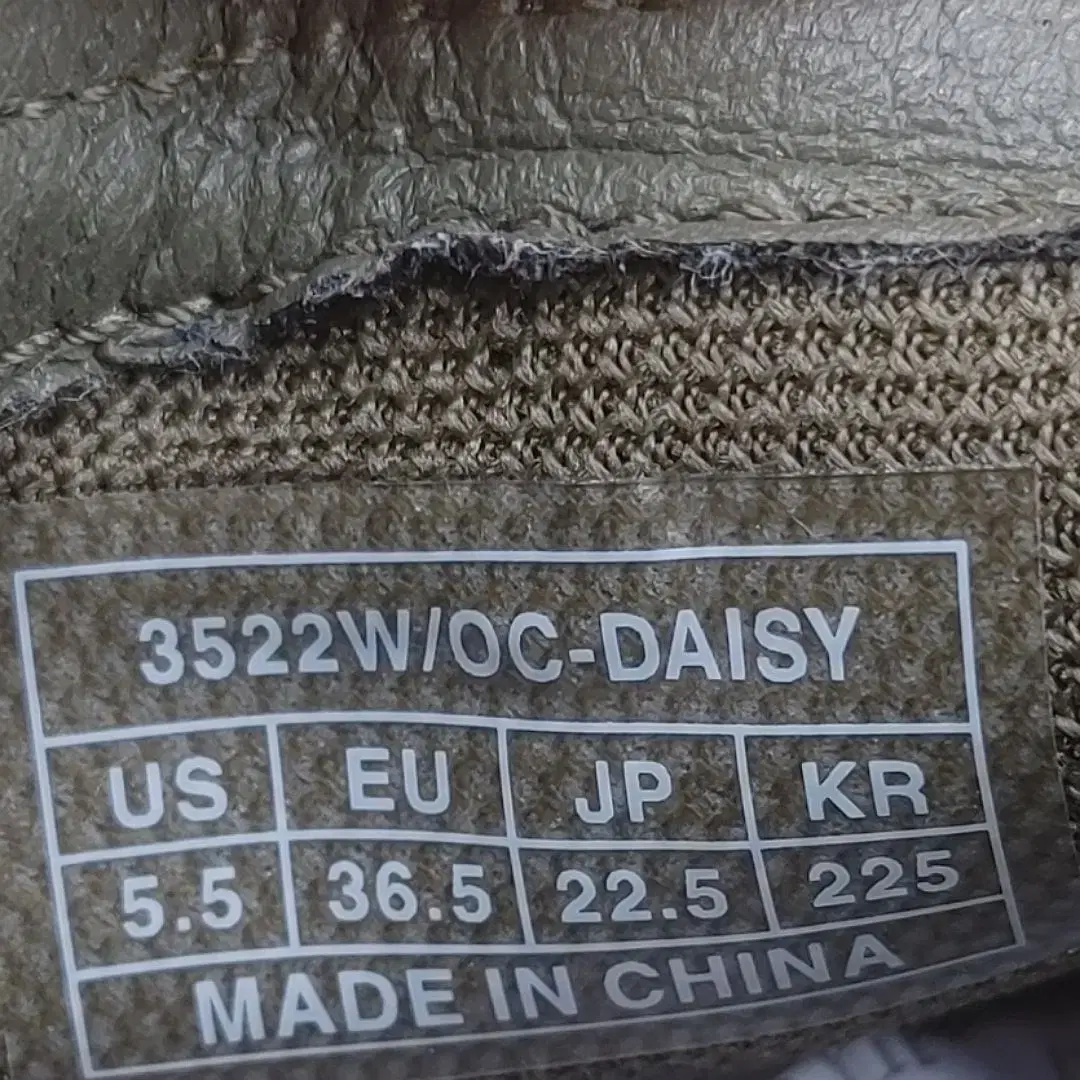 3522W/OC-DAISY
US EU JP KR
5.5 36.5 22.5 225
MADE IN CHINA